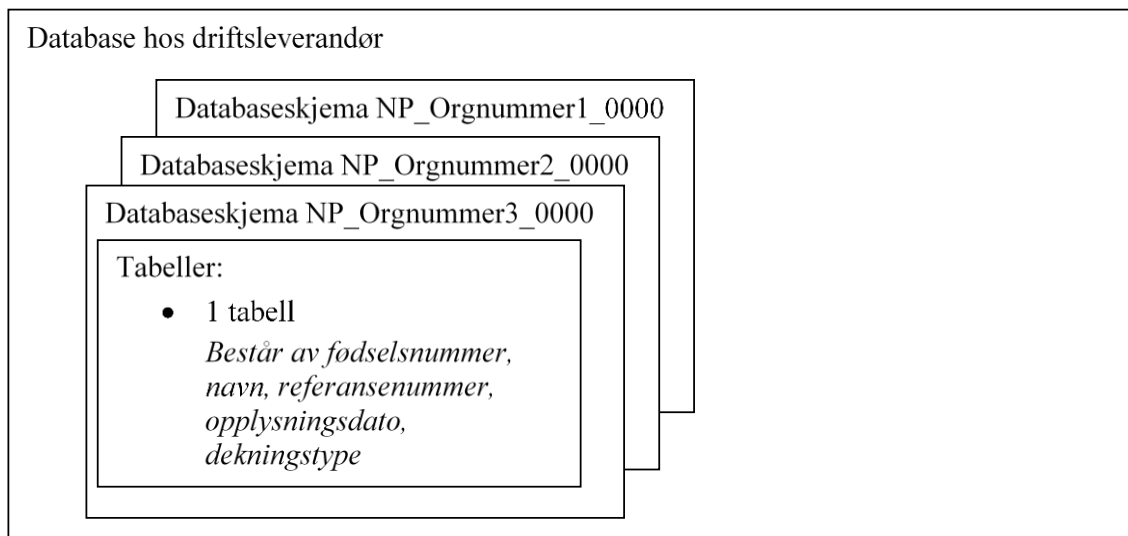 Database hos driftsleverandør
Databaseskjema NP_Orgnummer1_0000
Databaseskjema NP_Orgnummer2_0000
Databaseskjema NP_Orgnummer3_0000
Tabeller:
• 1 tabell
Består av fødselsnummer,
navn, referansenummer,
opplysningsdato,
dekningstype